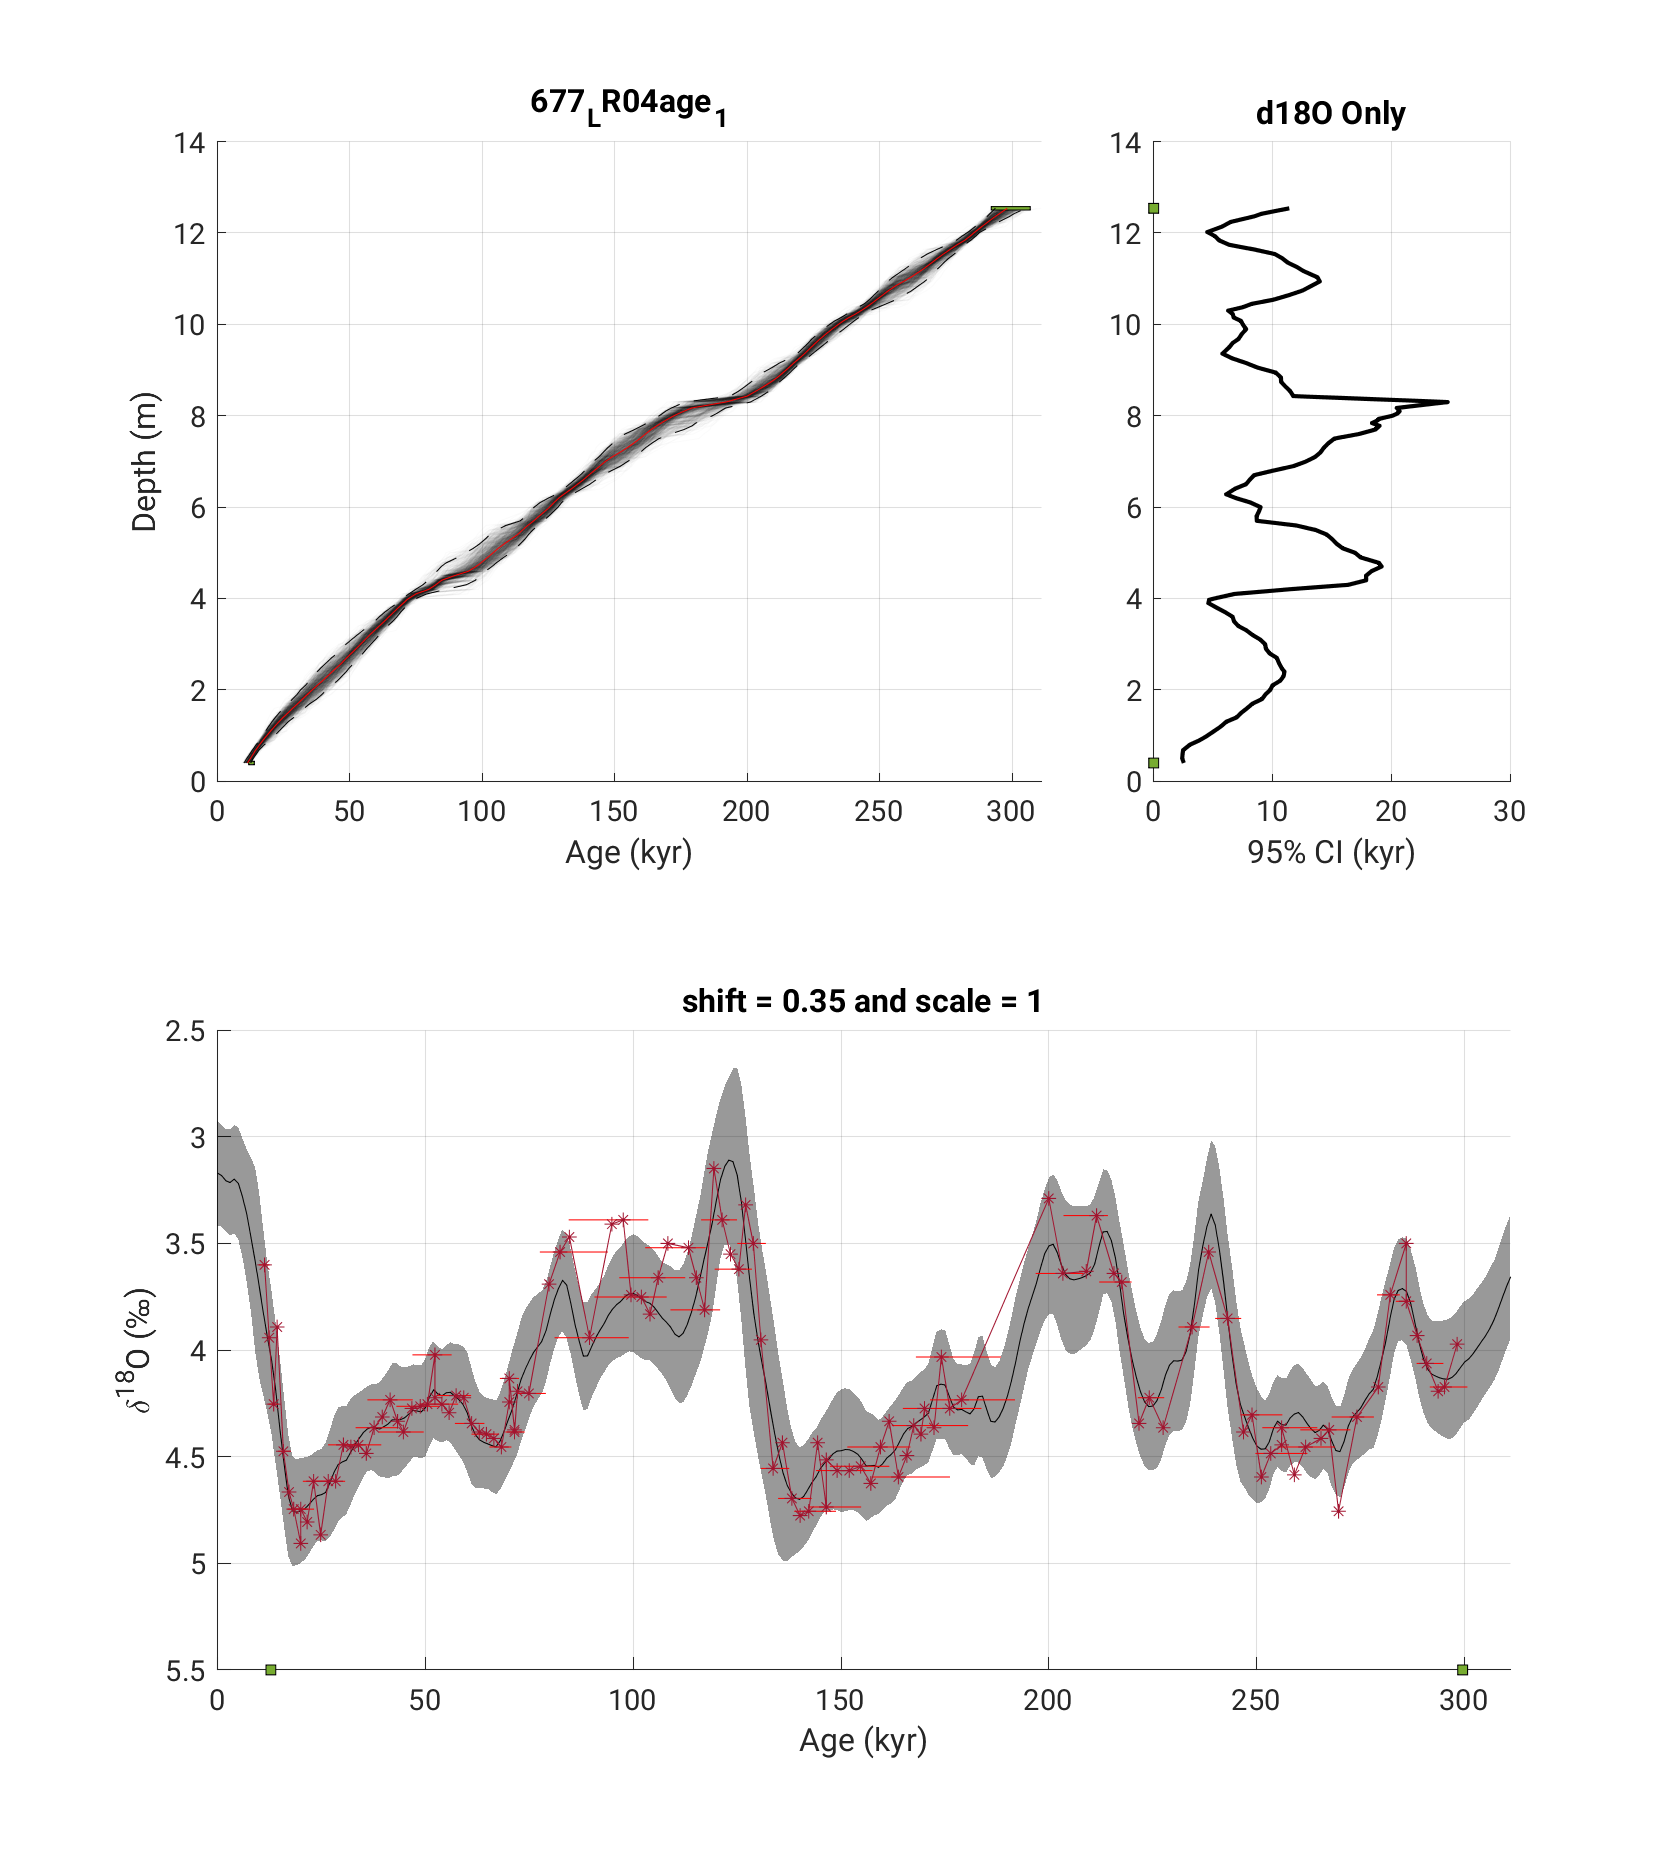 677LR04age1
14
12
10
8
6
4
2
0
Depth (m)
0 50 100 150 200 250 300
Age (kyr)
d18O Only
14
12
10
8
6
4
2
0
0 10 20 30
95% CI (kyr)
shift = 0.35 and scale = 1
2.5
3
3.5
4
4.5
5
5.5
δ18O (‰)
0 50 100 150 200 250 300
Age (kyr)